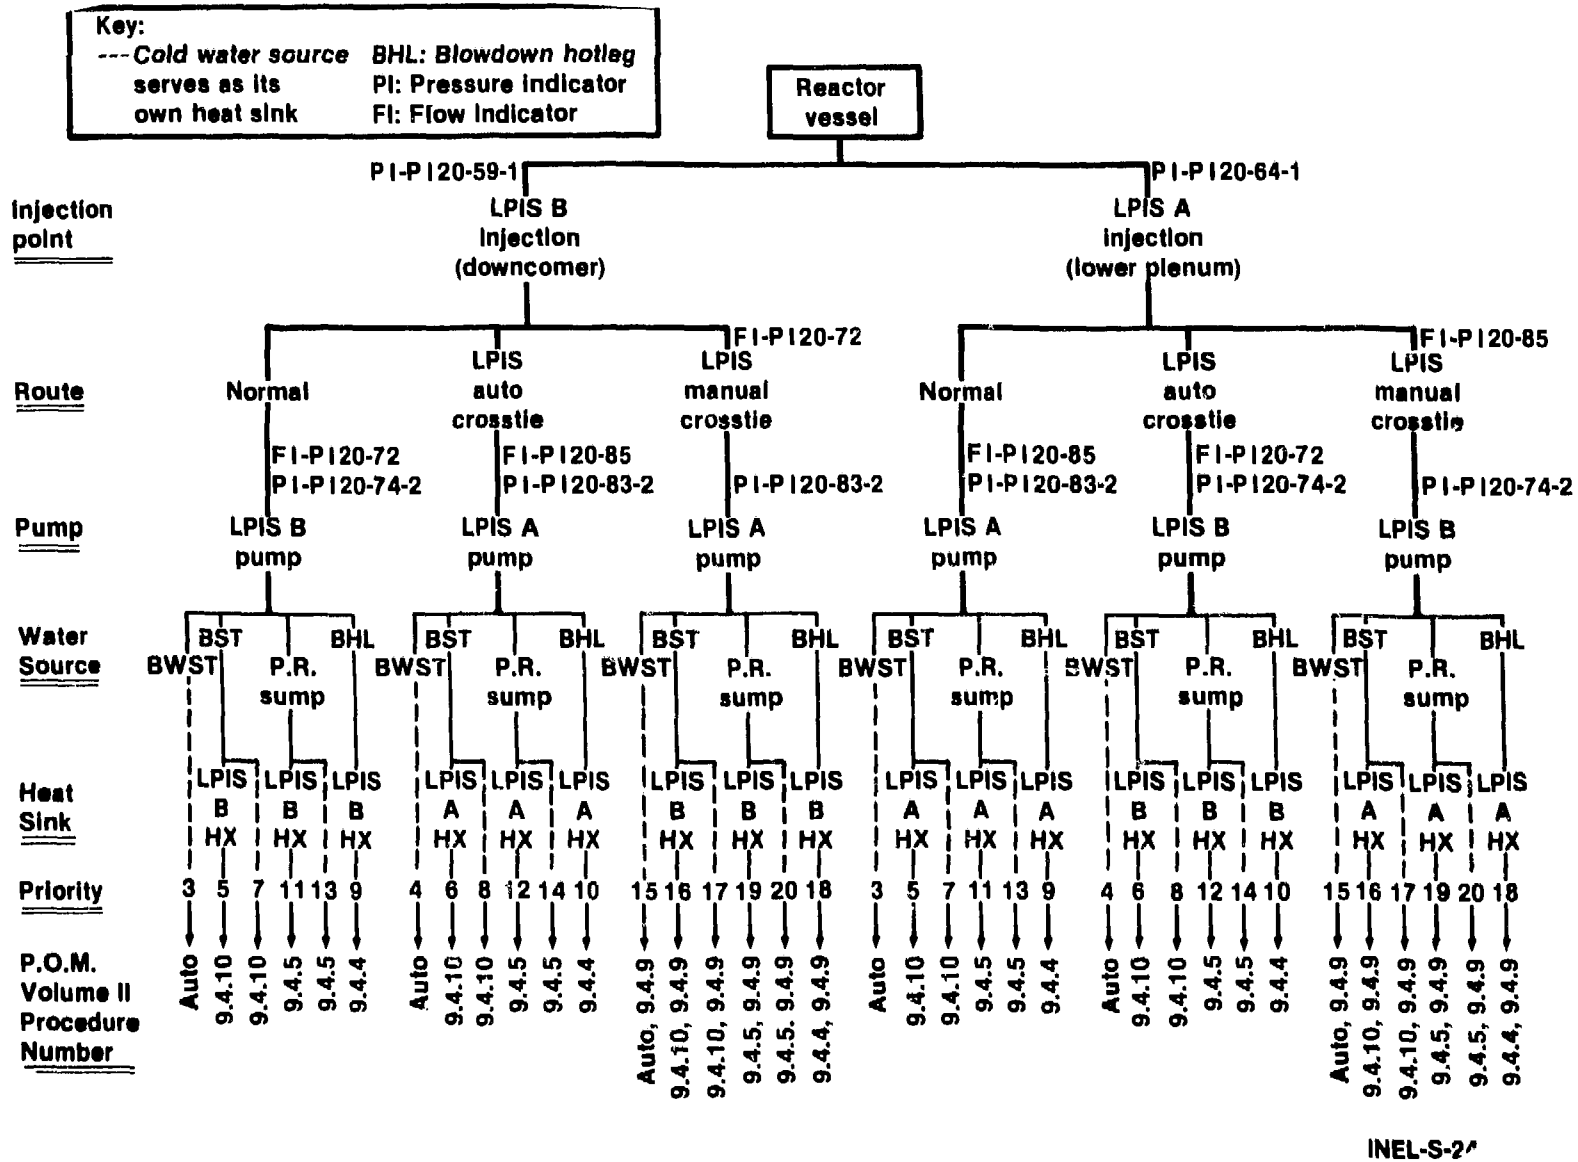 Key:
---Cold water source serves as its own heat sink
BHL: Blowdown hotleg
PI: Pressure indicator
FI: Flow indicator
Reactor
vessel
PI-P120-59-1
PI-P120-64-1
Injection
point
LPIS B
injection
(downcomer)
LPIS A
injection
(lower plenum)
FI-P120-72
FI-P120-85
Route
Normal
LPIS
auto
crosstie
LPIS
manual
crosstie
Normal
LPIS
auto
crosstie
LPIS
manual
crosstie
FI-P120-72
PI-P120-74-2
FI-P120-85
PI-P120-83-2
PI-P120-83-2
FI-P120-85
PI-P120-83-2
FI-P120-72
PI-P120-74-2
PI-P120-74-2
Pump
LPIS B
pump
LPIS A
pump
LPIS A
pump
LPIS A
pump
LPIS B
pump
LPIS B
pump
Water
Source
BWST BST P.R. sump BHL
BWST BST P.R. sump BHL
BWST BST P.R. sump BHL
BWST BST P.R. sump BHL
BWST BST P.R. sump BHL
BWST BST P.R. sump BHL
Heat
Sink
LPIS B HX LPIS B HX LPIS B HX
LPIS A HX LPIS A HX LPIS A HX
LPIS B HX LPIS B HX LPIS B HX
LPIS A HX LPIS A HX LPIS A HX
LPIS B HX LPIS B HX LPIS B HX
LPIS A HX LPIS A HX LPIS A HX
Priority
3 5 7 11 13 9
4 6 8 12 14 10
15 16 17 19 20 18
3 5 7 11 13 9
4 6 8 12 14 10
15 16 17 19 20 18
P.O.M.
Volume II
Procedure
Number
Auto 9.4.10 9.4.10 9.4.5 9.4.5 9.4.4
Auto 9.4.10 9.4.10 9.4.5 9.4.5 9.4.4
Auto, 9.4.9 9.4.10, 9.4.9 9.4.10, 9.4.9 9.4.5, 9.4.9 9.4.5. 9.4.9 9.4.4, 9.4.9
Auto 9.4.10 9.4.10 9.4.5 9.4.5 9.4.4
Auto 9.4.10 9.4.10 9.4.5 9.4.5 9.4.4
Auto, 9.4.9 9.4.10, 9.4.9 9.4.10, 9.4.9 9.4.5, 9.4.9 9.4.5, 9.4.9 9.4.4, 9.4.9